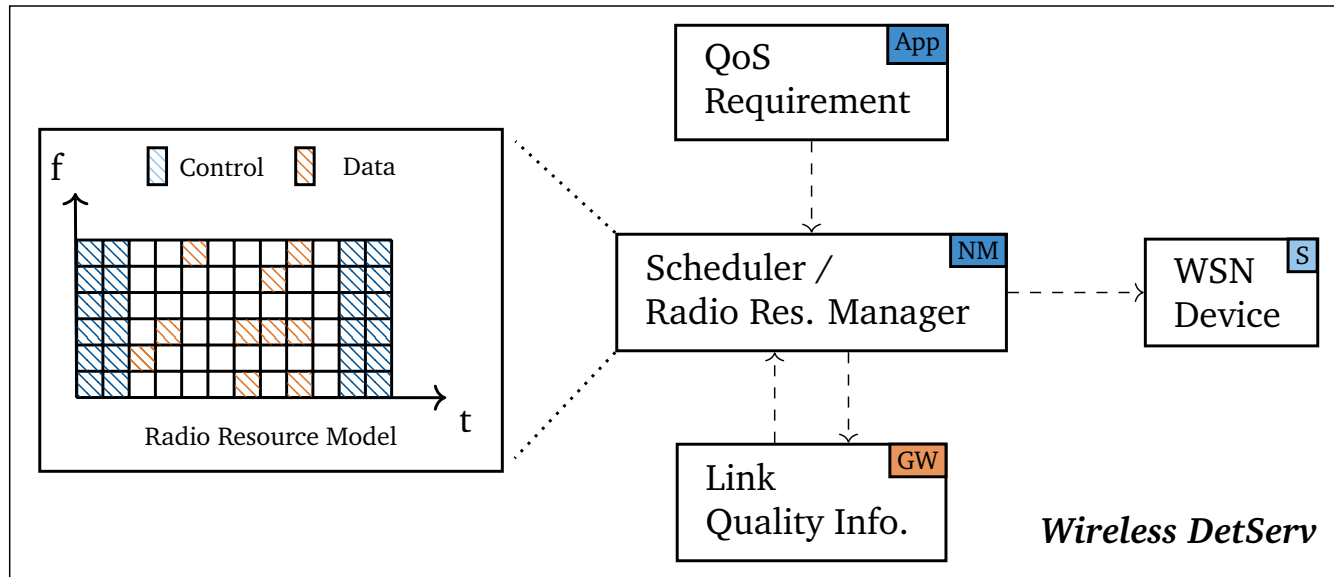 App
QoS
Requirement
f
Control
Data
t
Radio Resource Model
NM
Scheduler /
Radio Res. Manager
S
WSN
Device
GW
Link
Quality Info.
Wireless DetServ